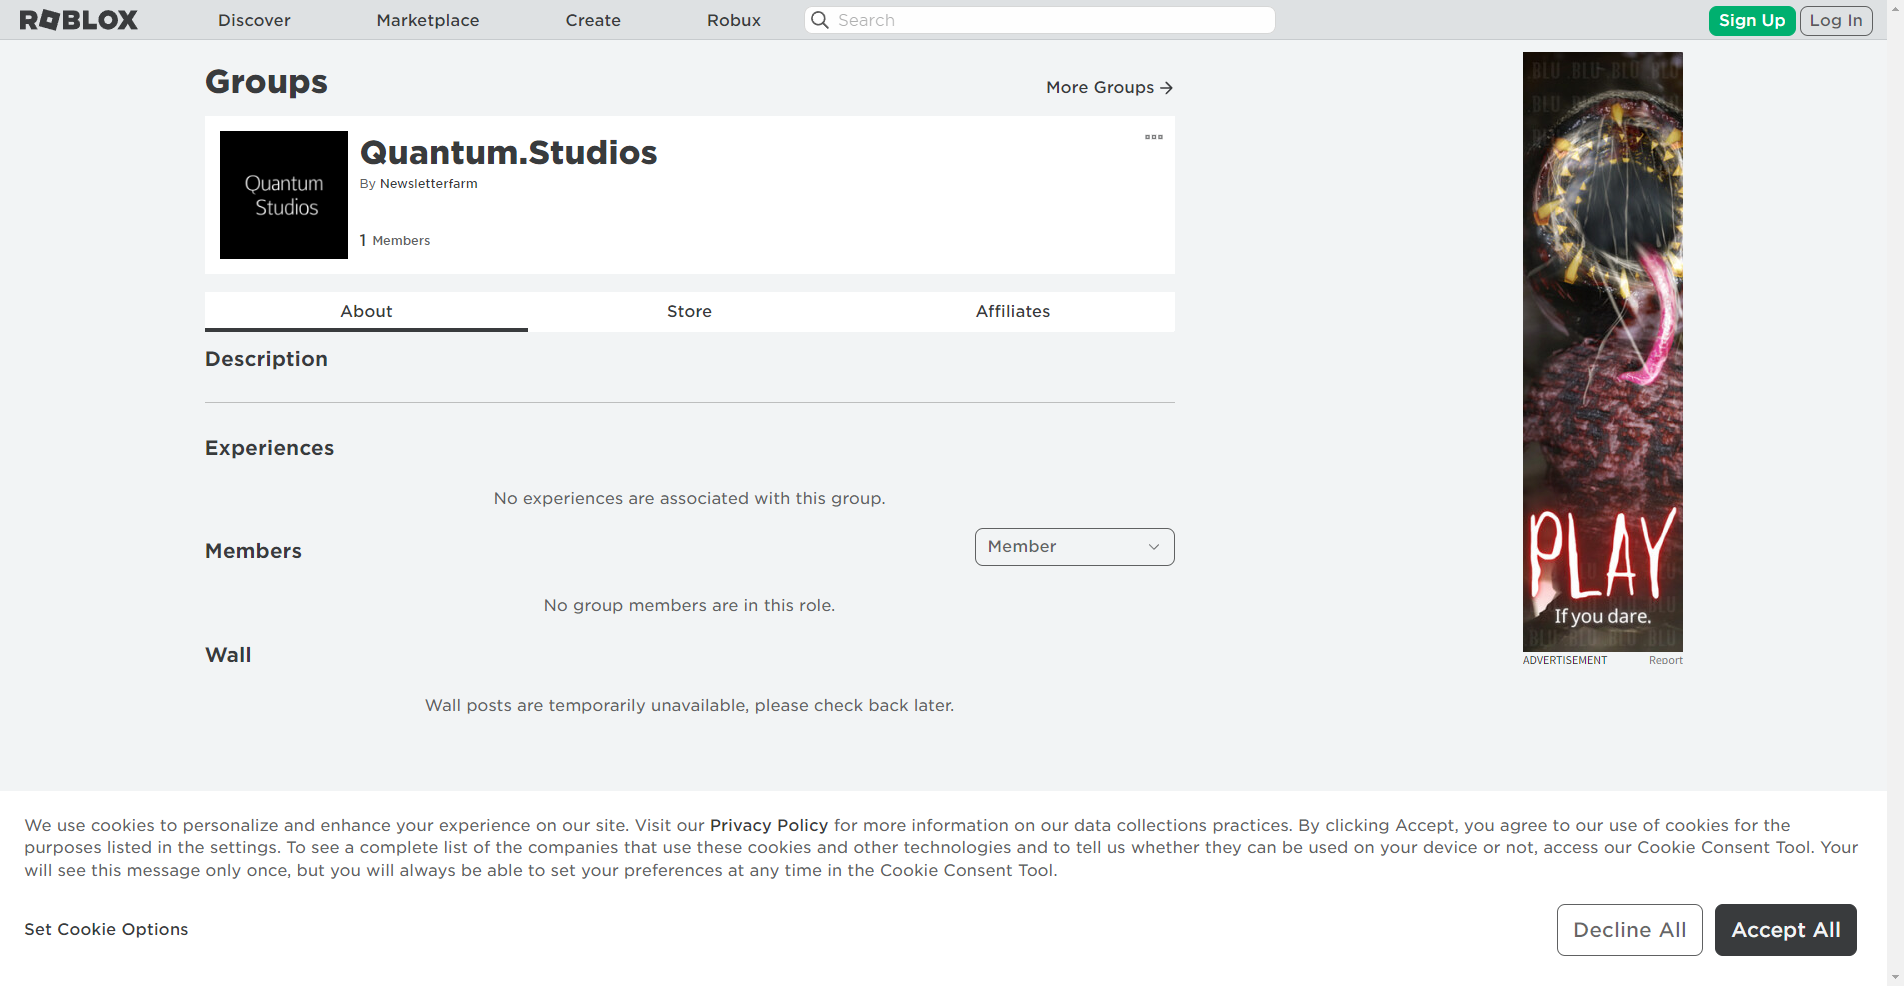 ROBLOX
Discover
Marketplace
Create
Robux
Search
Sign Up
Log In
Groups
More Groups
Quantum
Studios
Quantum.Studios
By Newsletterfarm
1 Members
About
Store
Affiliates
Description
Experiences
No experiences are associated with this group.
Members
Member
No group members are in this role.
Wall
Wall posts are temporarily unavailable, please check back later.
BLU BLU BLU BLU
PLAY
If you dare.
BLU BLU BLU BLU
ADVERTISEMENT
Report
We use cookies to personalize and enhance your experience on our site. Visit our Privacy Policy for more information on our data collections practices. By clicking Accept, you agree to our use of cookies for the
purposes listed in the settings. To see a complete list of the companies that use these cookies and other technologies and to tell us whether they can be used on your device or not, access our Cookie Consent Tool. Your
will see this message only once, but you will always be able to set your preferences at any time in the Cookie Consent Tool.
Set Cookie Options
Decline All
Accept All